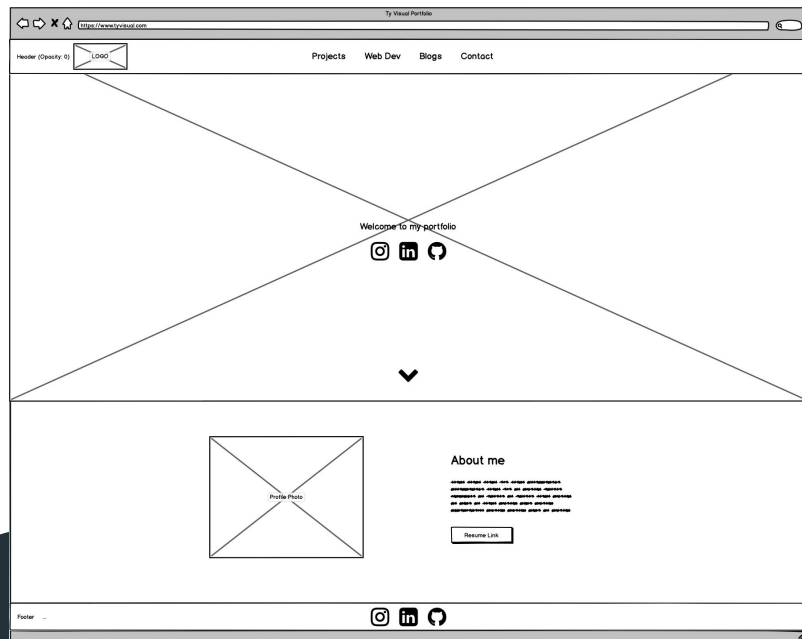 Ty Visual Portfolio
https://www.tyvisual.com
Header (Opacity: 0) LOGO Projects Web Dev Blogs Contact
Welcome to my portfolio
Profile Photo
About me
Resume Link
Footer ...